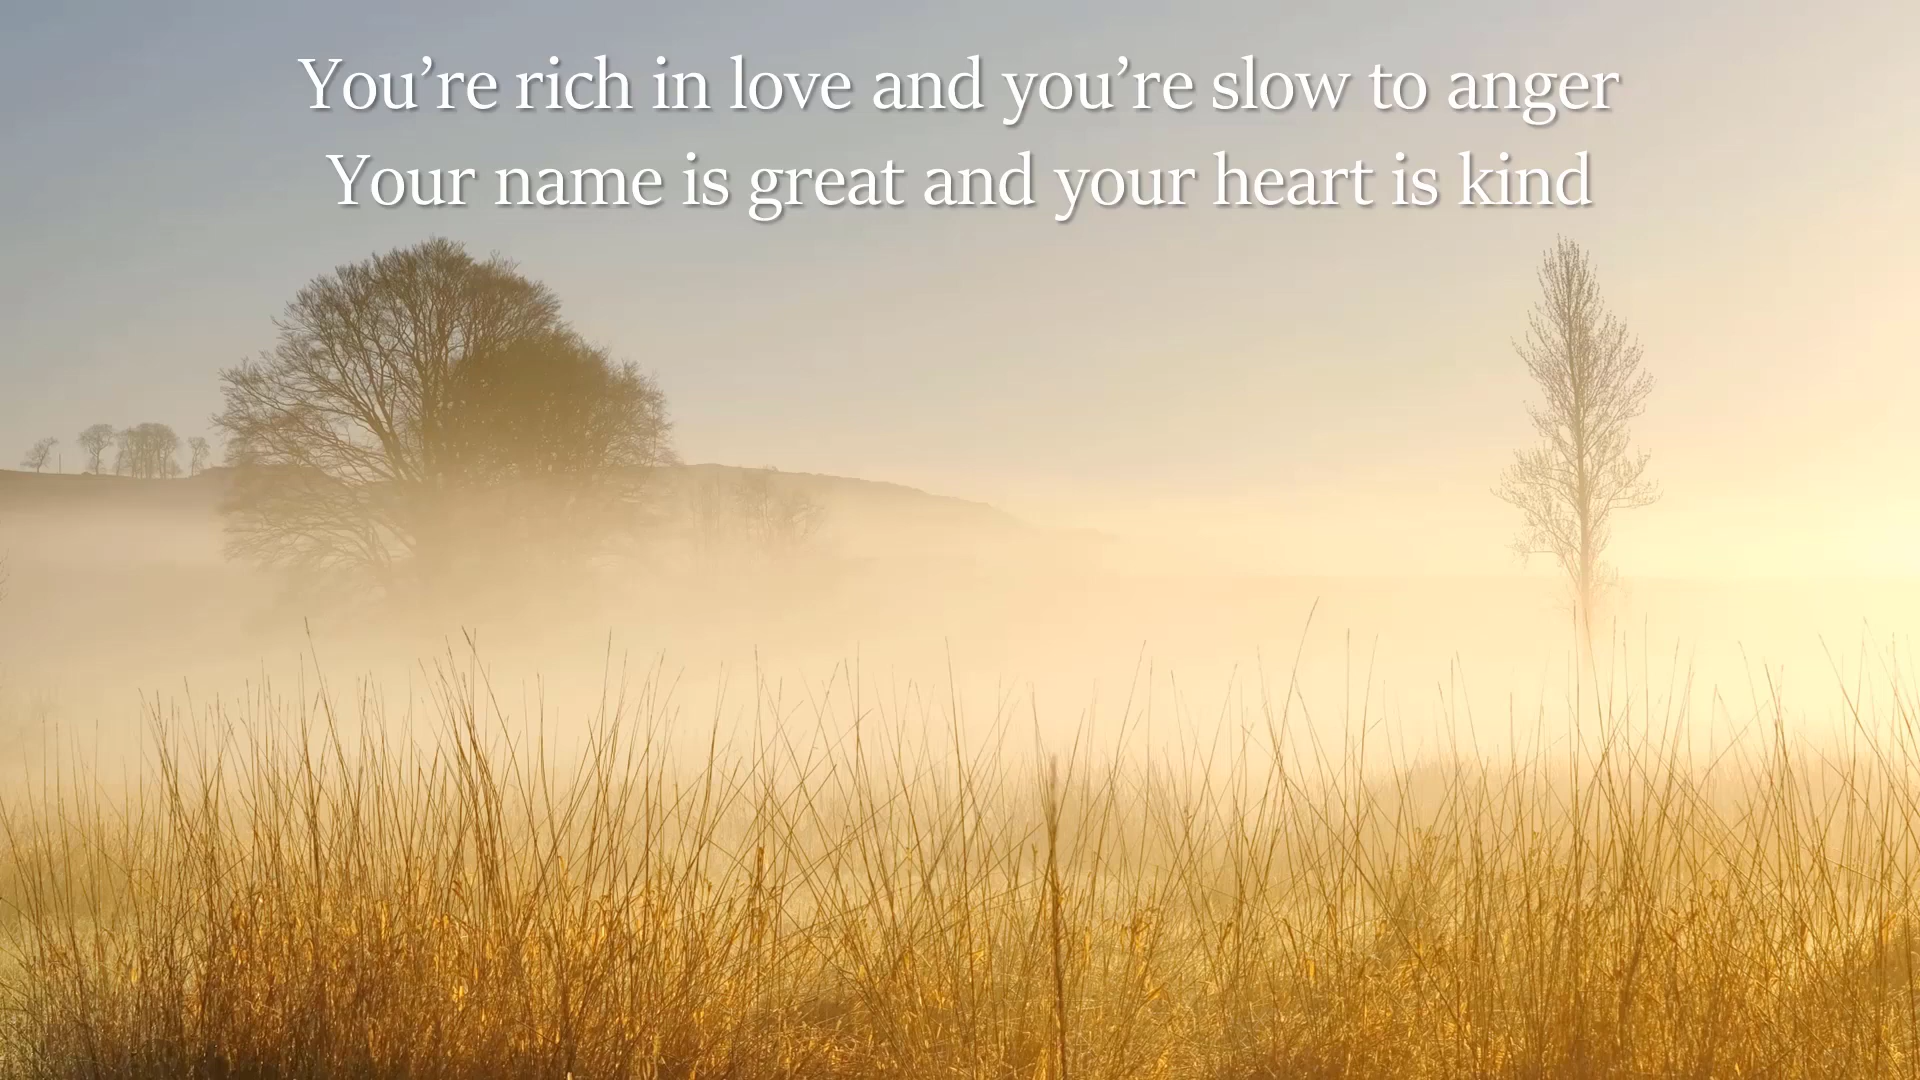 You’re rich in love and you’re slow to anger
Your name is great and your heart is kind